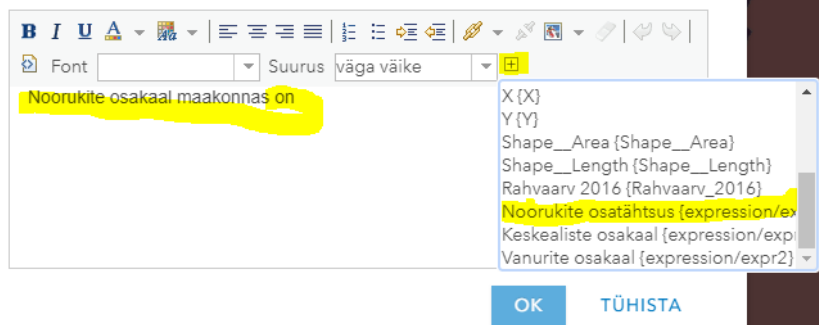 B I U A
Font Suurus väga väike
Noorukite osakaal maakonnas on
X {X}
Y {Y}
Shape__Area {Shape__Area}
Shape__Length {Shape__Length}
Rahvaarv 2016 {Rahvaarv_2016}
Noorukite osatähtsus {expression/ex
Keskealiste osakaal {expression/expr
Vanurite osakaal {expression/expr2}
OK TÜHISTA